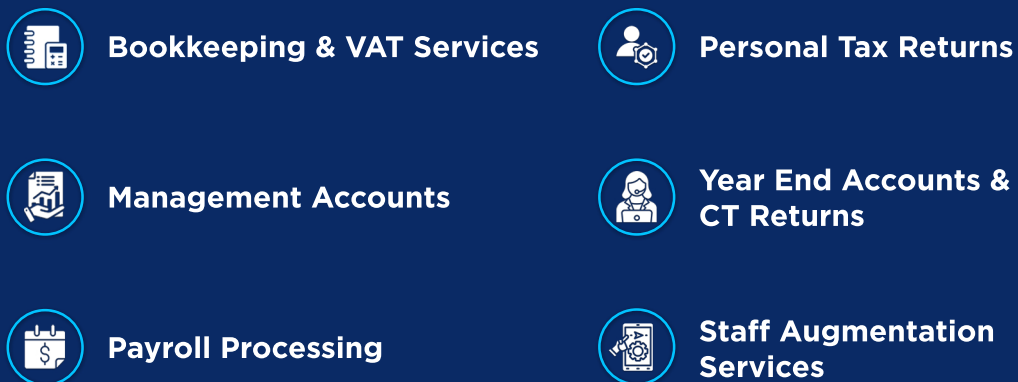 Bookkeeping & VAT Services
Personal Tax Returns
Management Accounts
Year End Accounts &
CT Returns
$
Payroll Processing
Staff Augmentation
Services